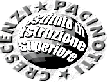 CRESCENZI • PACINOTTI •
Istituto di
Istruzione
Superiore